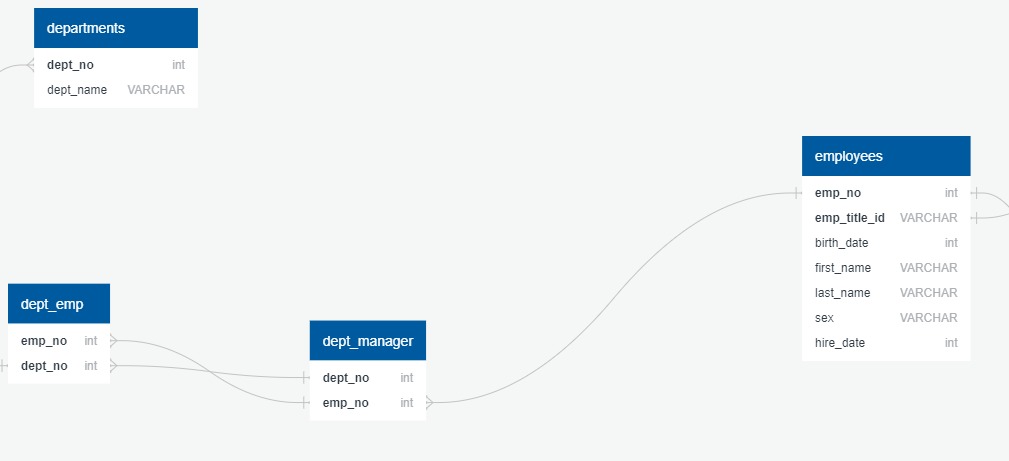 departments
dept_no int
dept_name VARCHAR
employees
emp_no int
emp_title_id VARCHAR
birth_date int
first_name VARCHAR
last_name VARCHAR
sex VARCHAR
hire_date int
dept_emp
emp_no int
dept_no int
dept_manager
dept_no int
emp_no int